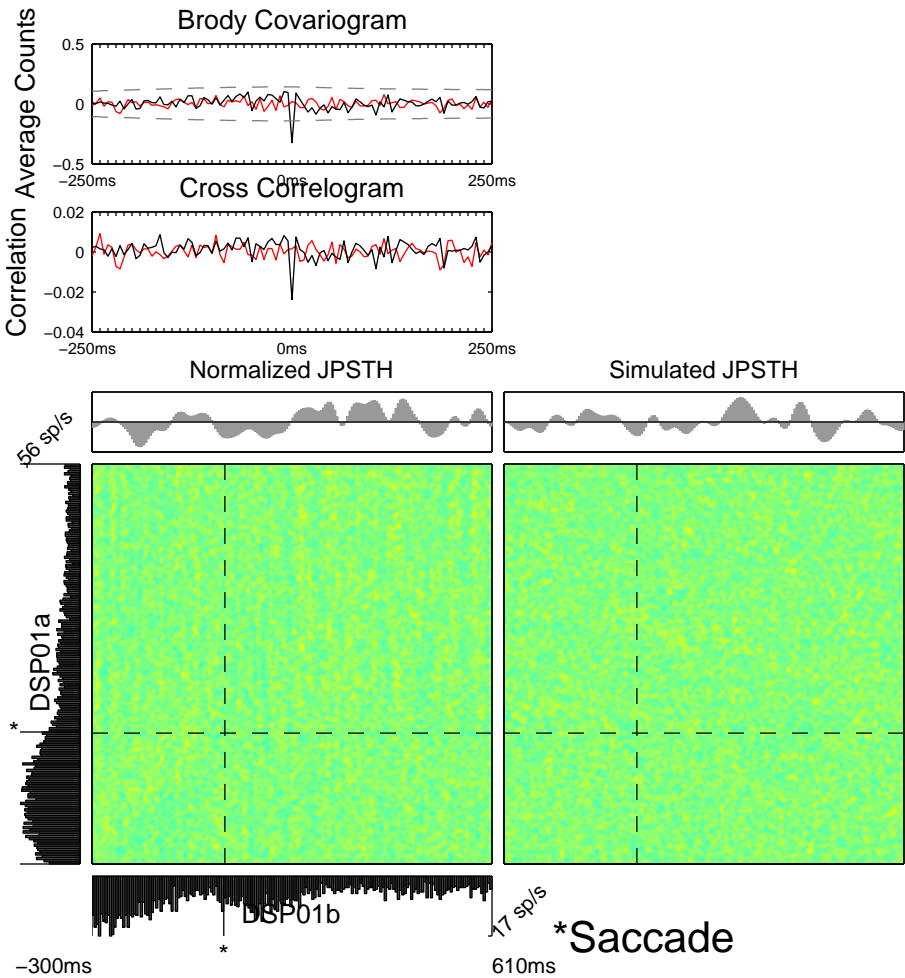 Brody Covariogram
Average Counts
0.5
0
−0.5
−250ms
0ms
250ms
Cross Correlogram
Correlation
0.02
0
−0.02
−0.04
−250ms
0ms
250ms
Normalized JPSTH
Simulated JPSTH
56 sp/s
DSP01a
*
DSP01b
*
17 sp/s
*Saccade
−300ms
610ms